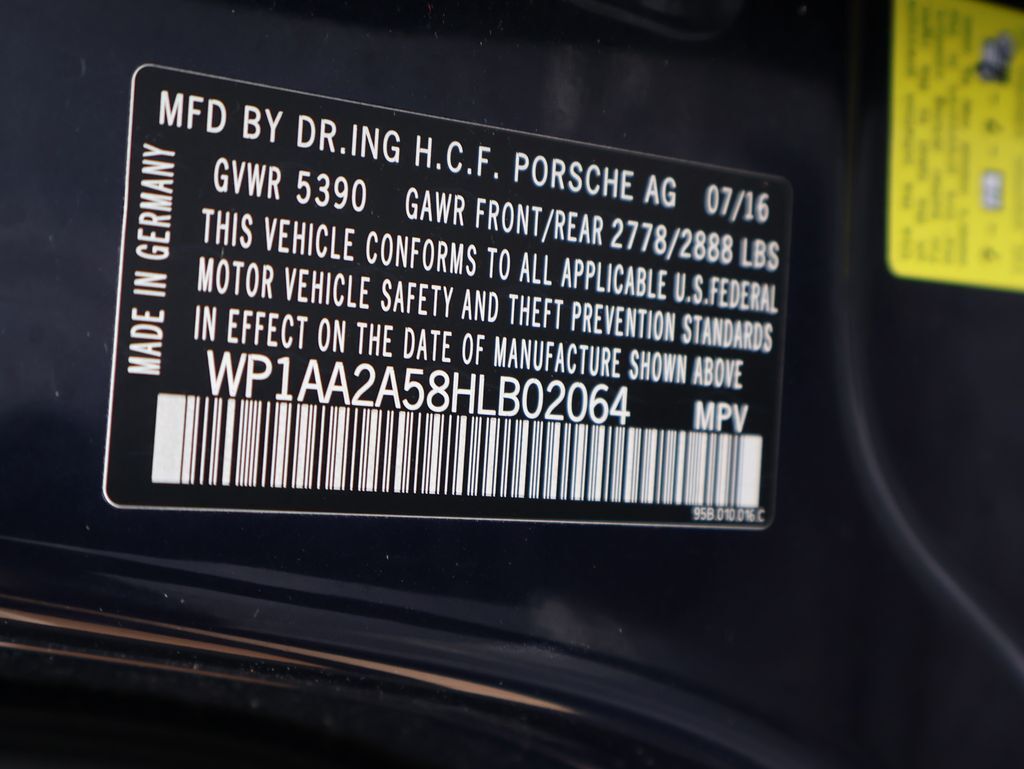 MFD BY DR.ING H.C.F. PORSCHE AG 07/16
GVWR 5390 GAWR FRONT/REAR 2778/2888 LBS
THIS VEHICLE CONFORMS TO ALL APPLICABLE U.S.FEDERAL
MOTOR VEHICLE SAFETY AND THEFT PREVENTION STANDARDS
IN EFFECT ON THE DATE OF MANUFACTURE SHOWN ABOVE
WP1AA2A58HLB02064 MPV
95B.010.016.C
MADE IN GERMANY